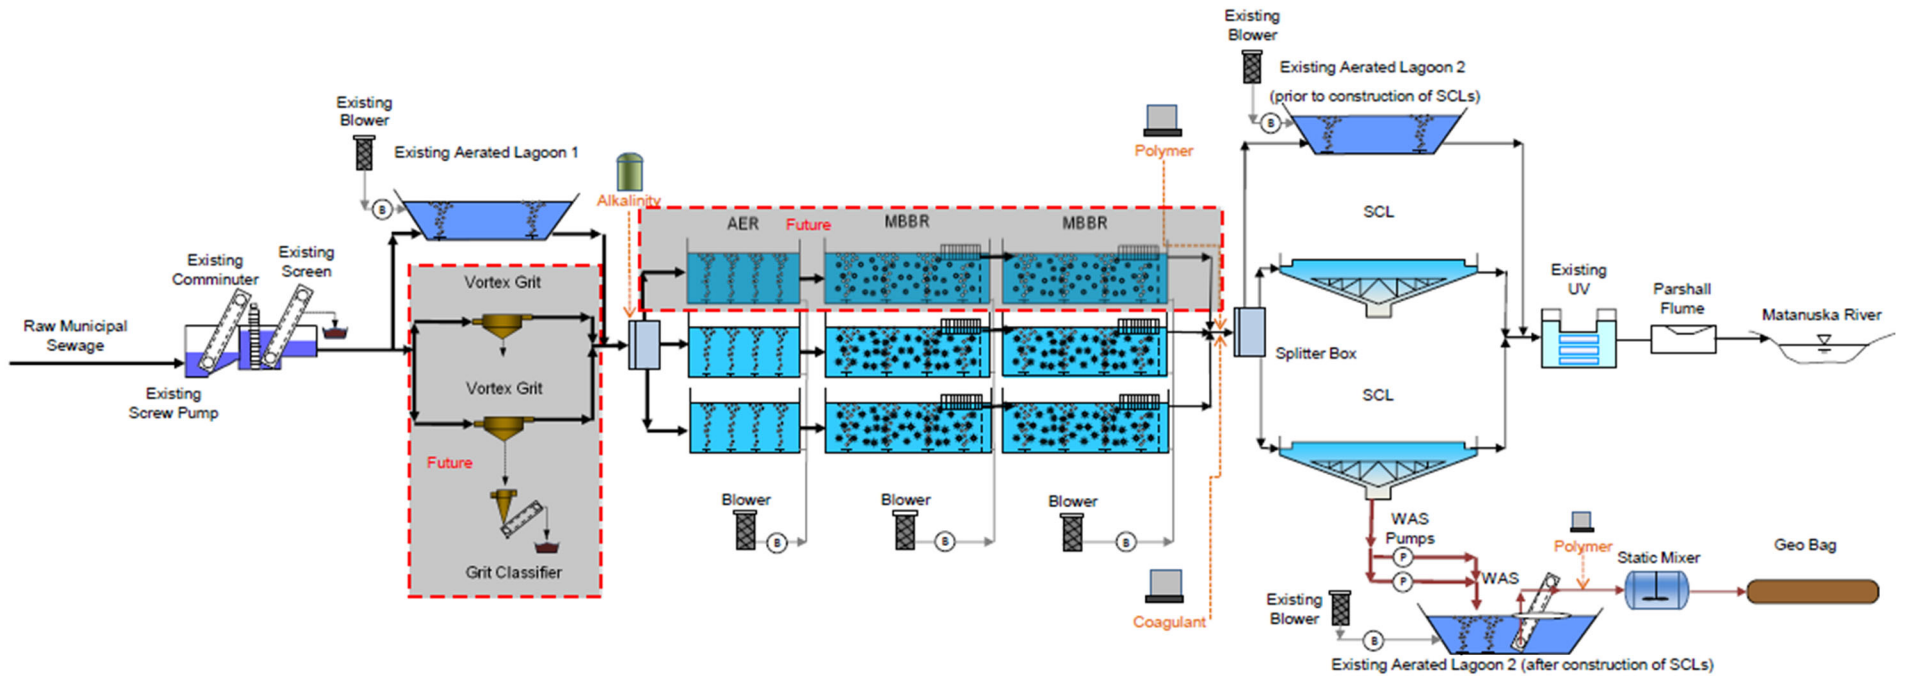 Existing
Blower
Existing Aerated Lagoon 2
(prior to construction of SCLs)
B
Existing
Blower
Existing Aerated Lagoon 1
B
Polymer
Alkalinity
AER
Future
MBBR
MBBR
SCL
Existing
Comminuter
Existing
Screen
Vortex Grit
Raw Municipal
Sewage
Existing
Screw Pump
Vortex Grit
Future
Grit Classifier
Splitter Box
Existing
UV
Parshall
Flume
Matanuska River
SCL
Blower
B
Blower
B
Blower
B
Coagulant
WAS
Pumps
P
P
WAS
Polymer
Static Mixer
Geo Bag
Existing
Blower
B
Existing Aerated Lagoon 2 (after construction of SCLs)